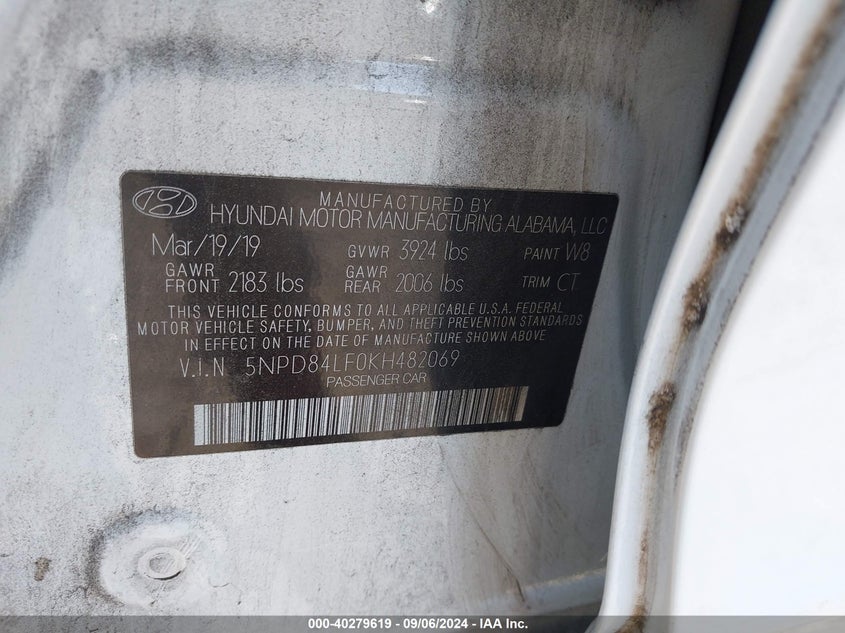 MANUFACTURED BY
HYUNDAI MOTOR MANUFACTURING ALABAMA, LLC
Mar/19/19 GVWR 3924 lbs PAINT W8
GAWR FRONT 2183 lbs GAWR REAR 2006 lbs TRIM CT
THIS VEHICLE CONFORMS TO ALL APPLICABLE U.S.A. FEDERAL
MOTOR VEHICLE SAFETY, BUMPER, AND THEFT PREVENTION STANDARDS
IN EFFECT ON THE DATE OF MANUFACTURE SHOWN ABOVE.
V.I.N 5NPD84LF0KH482069
PASSENGER CAR
000-40279619 - 09/06/2024 - IAA Inc.